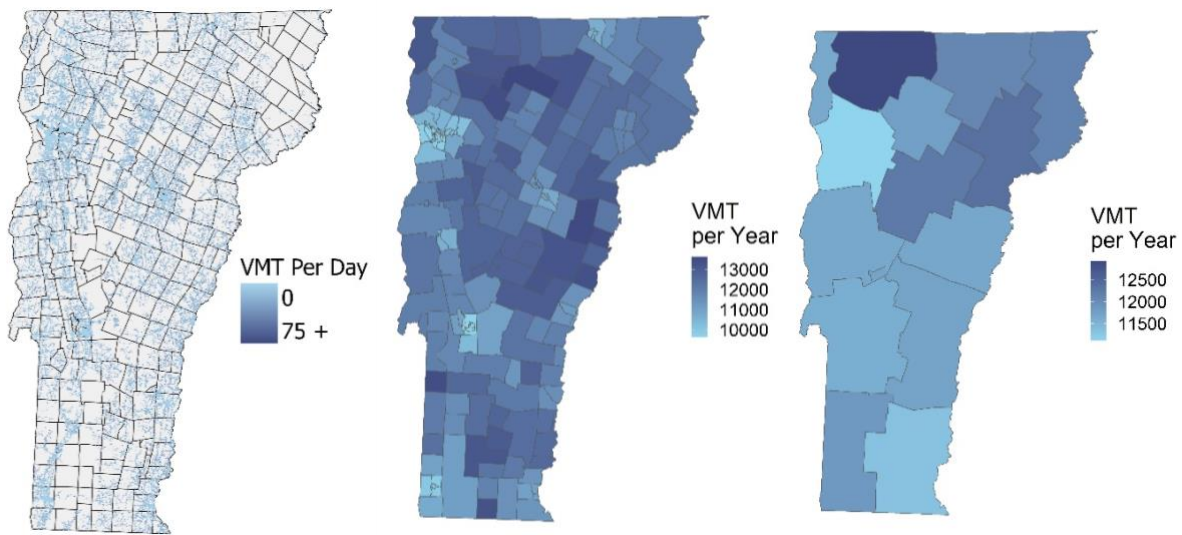 VMT Per Day
0
75 +
VMT
per Year
13000
12000
11000
10000
VMT
per Year
12500
12000
11500